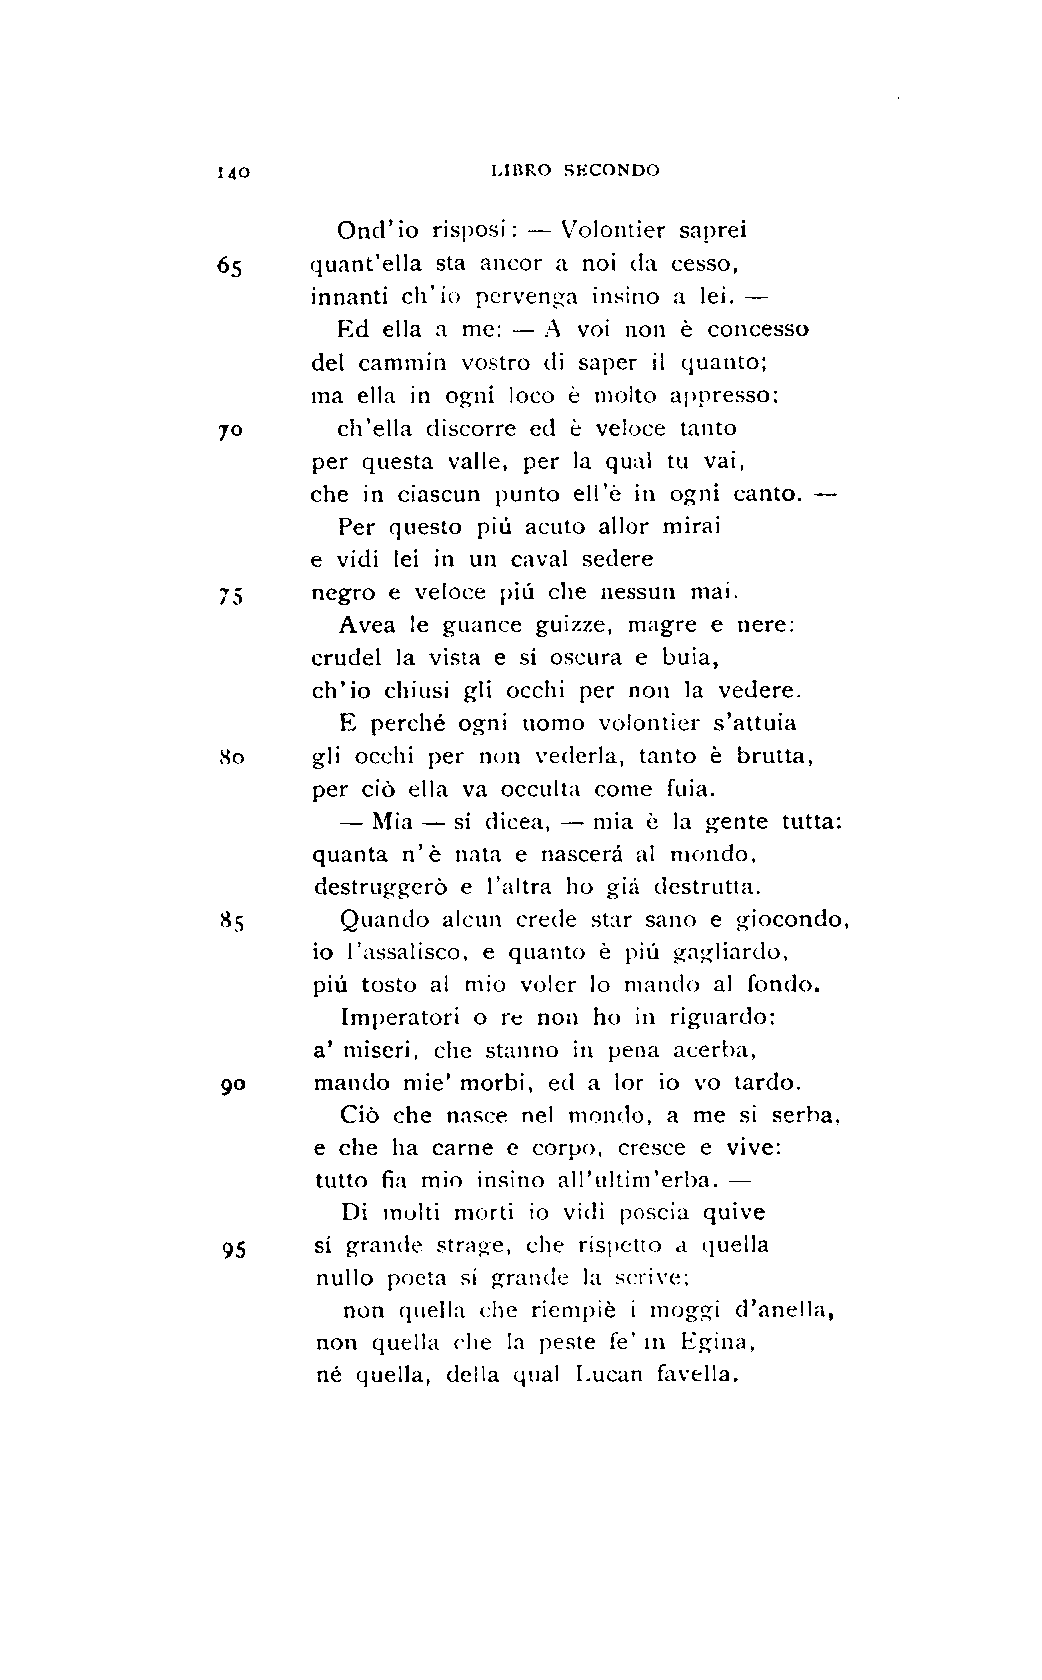 140 LIBRO SECONDO
Ond'io risposi: — Volontier saprei
65 quant'ella sta ancor a noi da cesso,
innanti ch'io pervenga insino a lei. —
Ed ella a me: — A voi non è concesso
del cammin vostro di saper il quanto;
ma ella in ogni loco è molto appresso;
70 ch'ella discorre ed è veloce tanto
per questa valle, per la qual tu vai,
che in ciascun punto ell'è in ogni canto. —
Per questo piú acuto allor mirai
e vidi lei in un caval sedere
75 negro e veloce piú che nessun mai.
Avea le guance guizze, magre e nere:
crudel la vista e sí oscura e buia,
ch'io chiusi gli occhi per non la vedere.
E perché ogni uomo volontier s'attuia
80 gli occhi per non vederla, tanto è brutta,
per ciò ella va occulta come fuia.
— Mia — sí dicea, — mia è la gente tutta:
quanta n'è nata e nascerá al mondo,
destruggerò e l'altra ho giá destrutta.
85 Quando alcun crede star sano e giocondo,
io l'assalisco, e quanto è piú gagliardo,
piú tosto al mio voler lo mando al fondo.
Imperatori o re non ho in riguardo:
a' miseri, che stanno in pena acerba,
90 mando mie' morbi, ed a lor io vo tardo.
Ciò che nasce nel mondo, a me si serba,
e che ha carne e corpo, cresce e vive:
tutto fia mio insino all'ultim'erba. —
Di molti morti io vidi poscia quive
95 sí grande strage, che rispetto a quella
nullo poeta sí grande la scrive;
non quella che riempiè i moggi d'anella,
non quella che la peste fe' in Egina,
né quella, della qual Lucan favella.